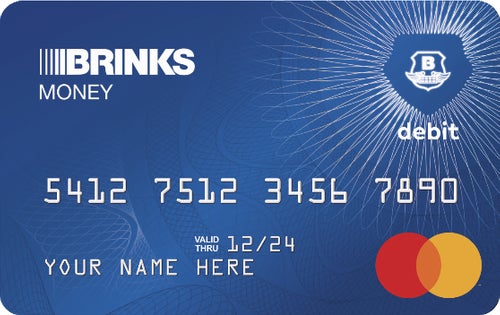 BRINKS
MONEY
B
debit
5412 7512 3456 7890
VALID THRU 12/24
YOUR NAME HERE